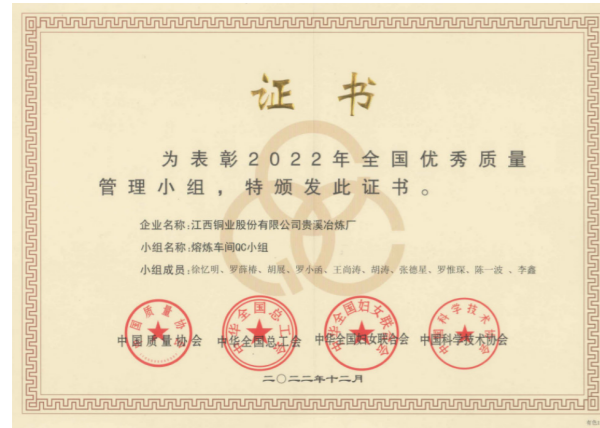 证书
为表彰2022年全国优秀质量
管理小组，特颁发此证书。
企业名称:江西铜业股份有限公司贵溪冶炼厂
小组名称:熔炼车间QC小组
小组成员:徐忆明、罗薛椿、胡展、罗小函、王尚涛、胡涛、张德星、罗惟琛、陈一波 、李鑫
中国质量协会 中华全国总工会 中华全国妇女联合会 中国科学技术协会
二〇二二年十二月